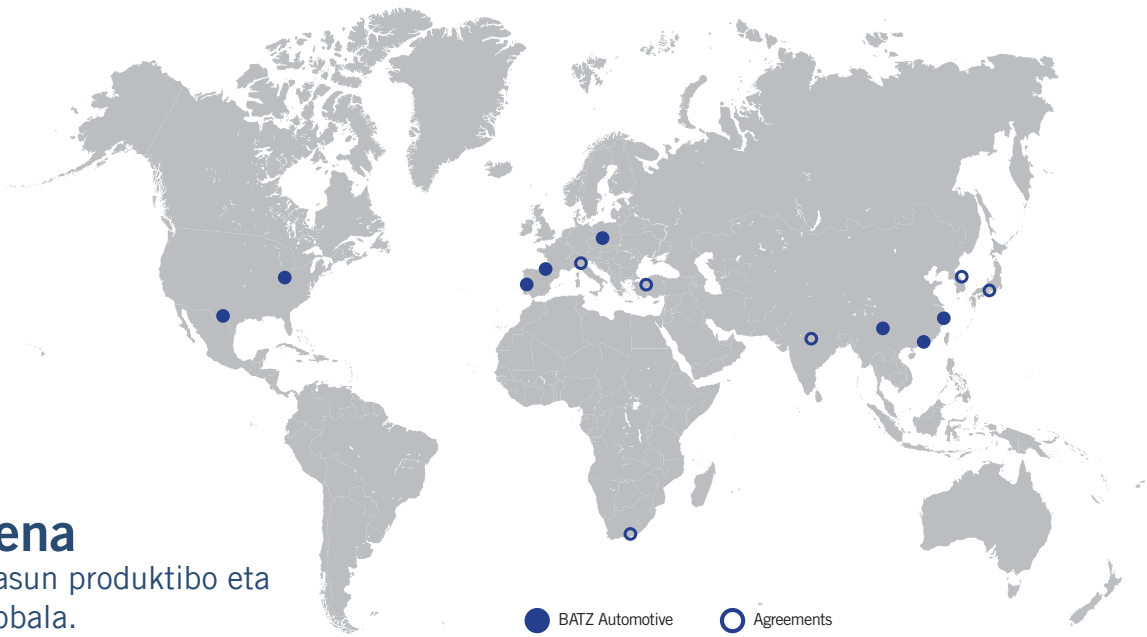 ena
asun produktibo eta
obala.
BATZ Automotive
Agreements